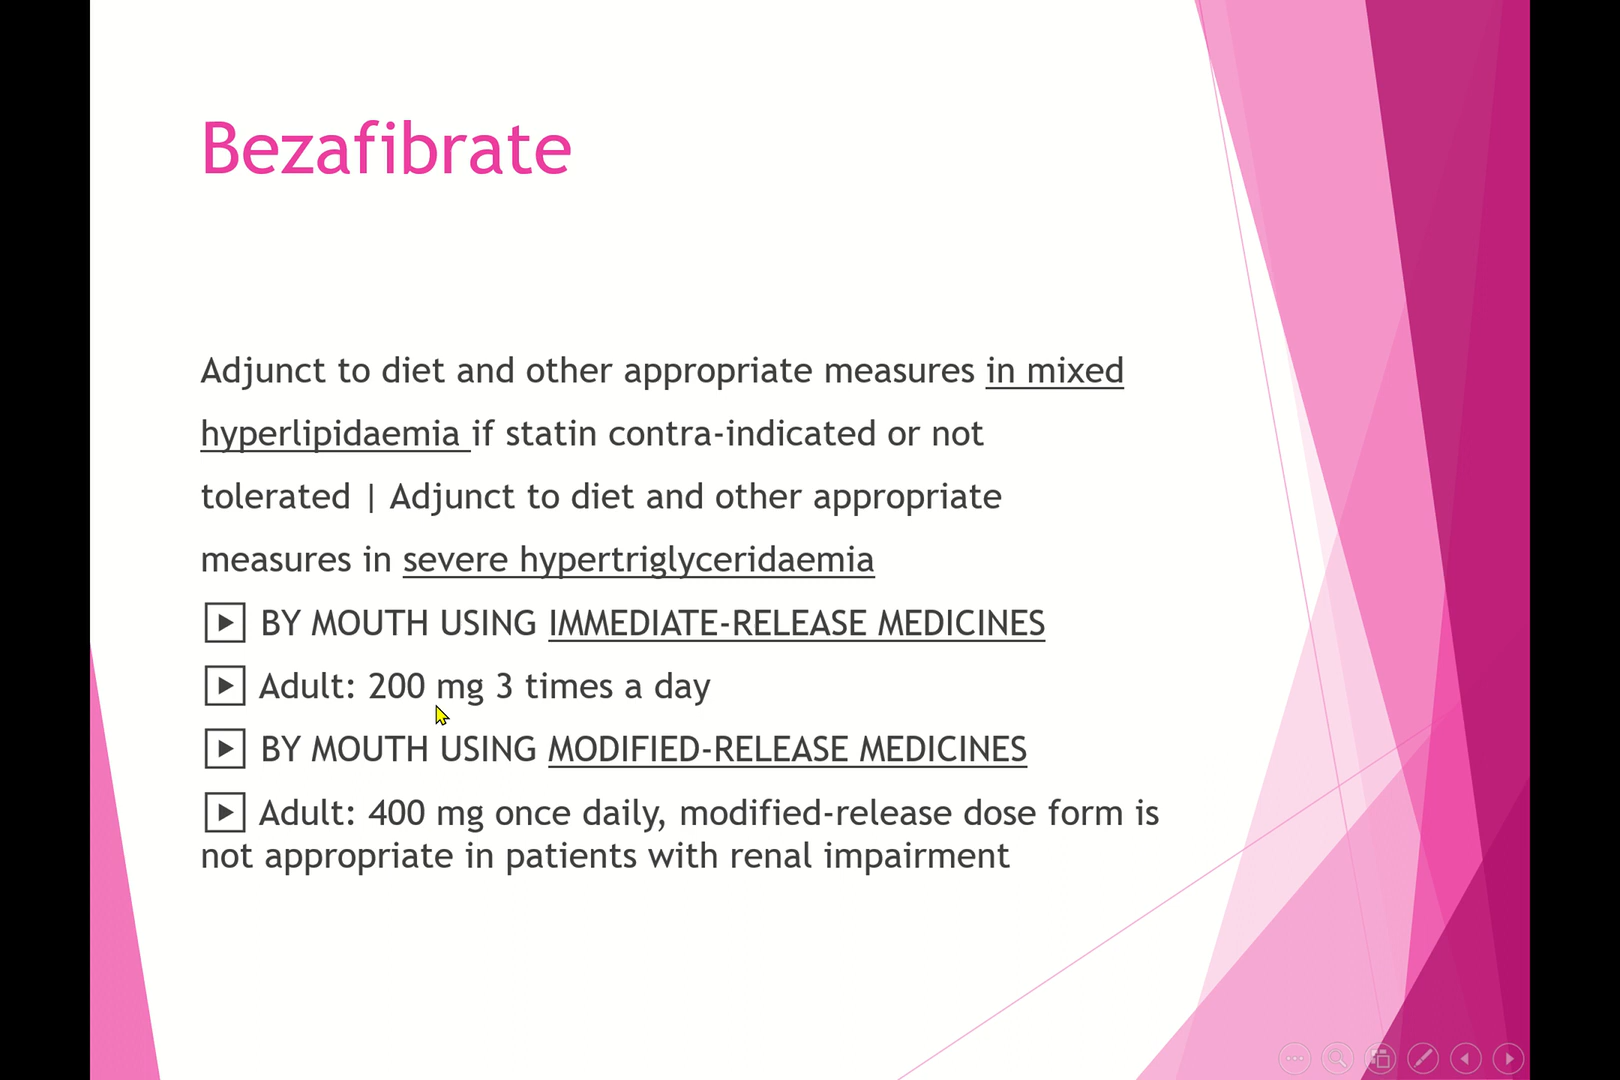 Bezafibrate
Adjunct to diet and other appropriate measures in mixed
hyperlipidaemia if statin contra-indicated or not
tolerated | Adjunct to diet and other appropriate
measures in severe hypertriglyceridaemia
BY MOUTH USING IMMEDIATE-RELEASE MEDICINES
Adult: 200 mg 3 times a day
BY MOUTH USING MODIFIED-RELEASE MEDICINES
Adult: 400 mg once daily, modified-release dose form is
not appropriate in patients with renal impairment